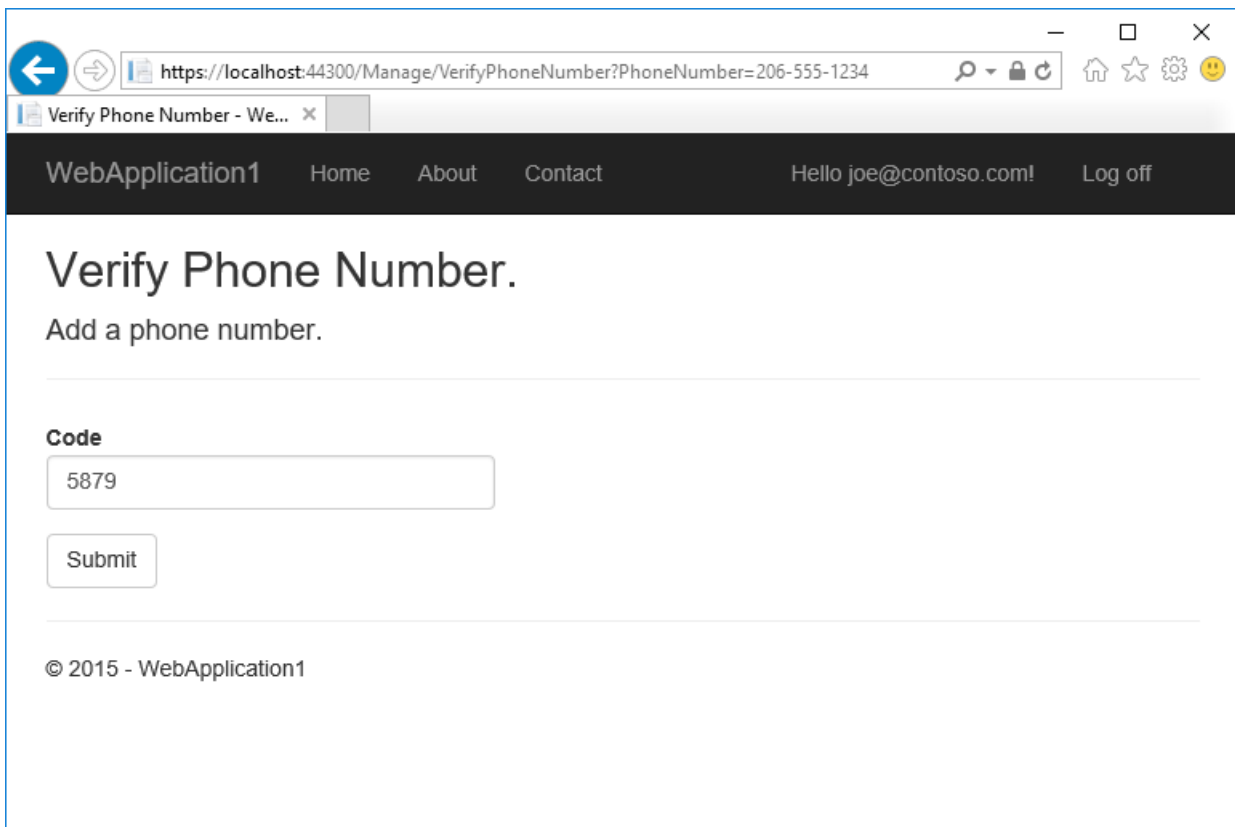 https://localhost:44300/Manage/VerifyPhoneNumber?PhoneNumber=206-555-1234
Verify Phone Number - We...
WebApplication1 Home About Contact Hello joe@contoso.com! Log off
Verify Phone Number.
Add a phone number.
Code
5879
Submit
© 2015 - WebApplication1